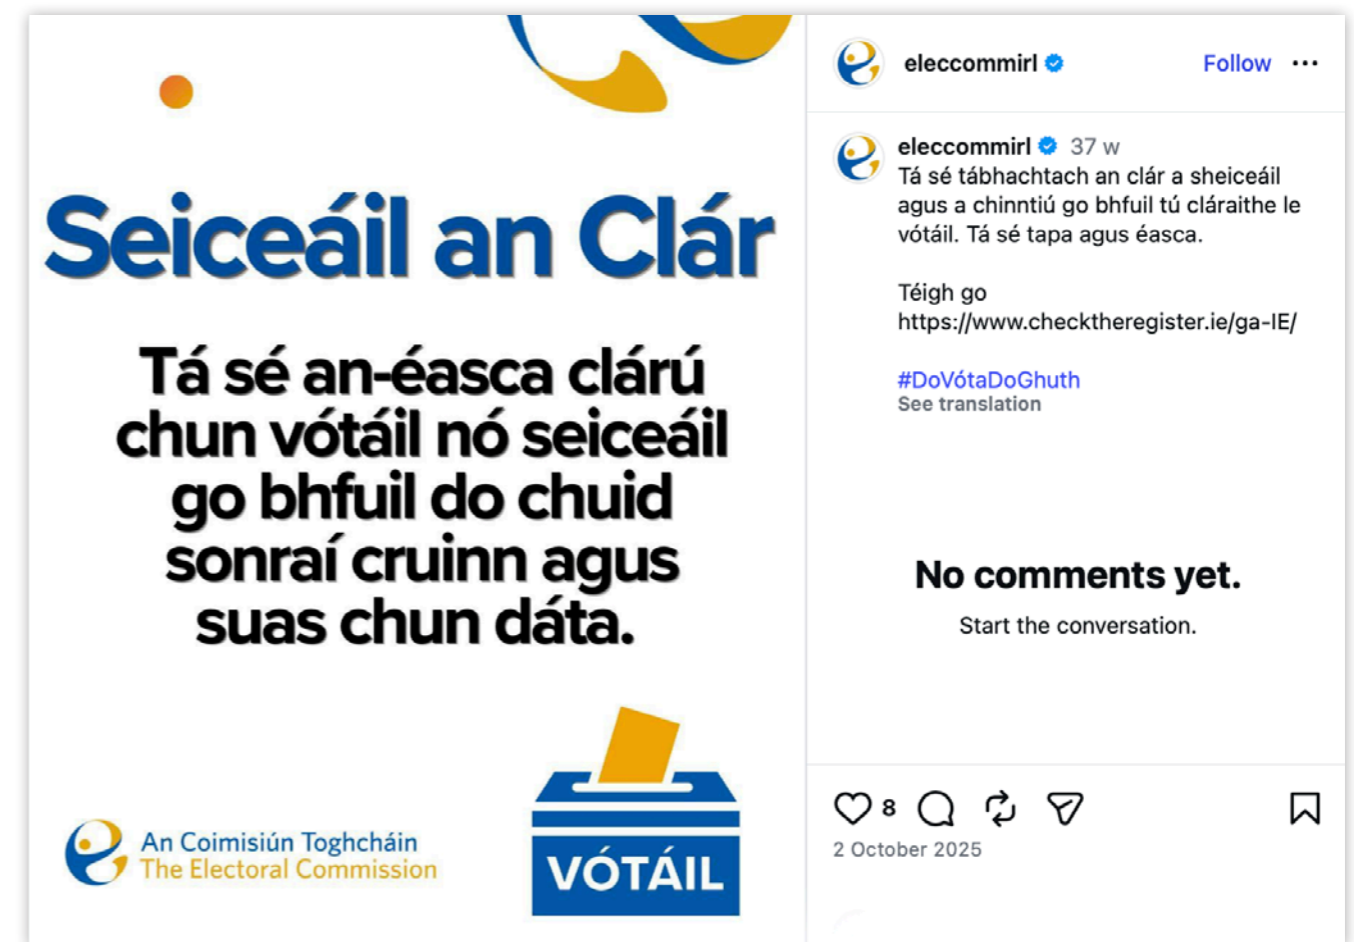 Seiceáil an Clár
Tá sé an-éasca clárú
chun vótáil nó seiceáil
go bhfuil do chuid
sonraí cruinn agus
suas chun dáta.
An Coimisiún Toghcháin
The Electoral Commission
VÓTÁIL
eleccommirl
Follow
eleccommirl 37 w
Tá sé tábhachtach an clár a sheiceáil
agus a chinntiú go bhfuil tú cláraithe le
vótáil. Tá sé tapa agus éasca.
Téigh go
https://www.checktheregister.ie/ga-IE/
#DoVótaDoGhuth
See translation
No comments yet.
Start the conversation.
8
2 October 2025